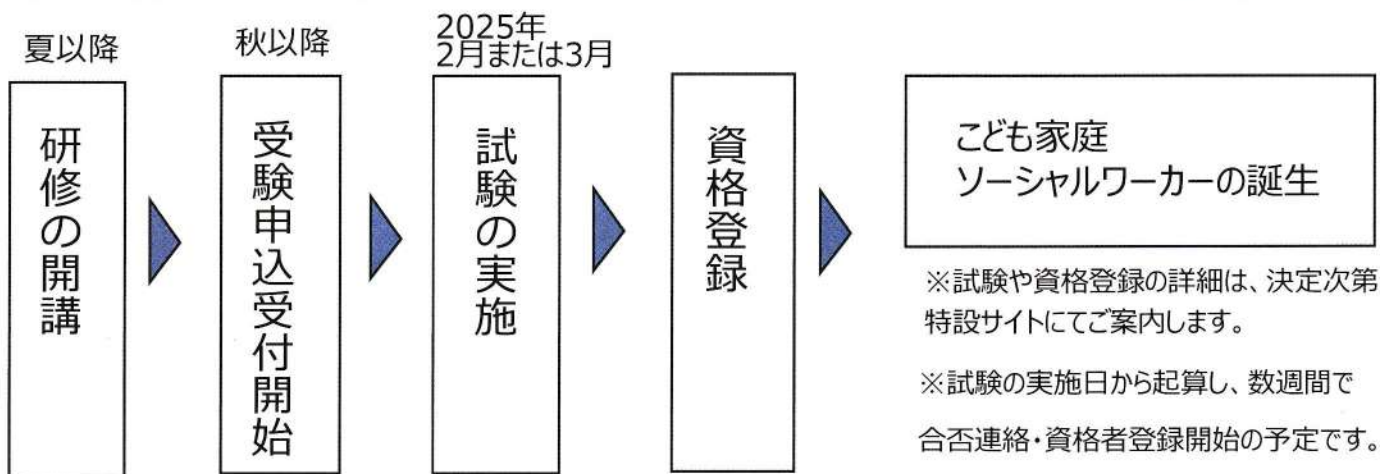 夏以降
研修の開講
秋以降
受験申込受付開始
2025年
2月または3月
試験の実施
資格登録
こども家庭
ソーシャルワーカーの誕生
※試験や資格登録の詳細は、決定次第
特設サイトにてご案内します。
※試験の実施日から起算し、数週間で
合否連絡・資格者登録開始の予定です。